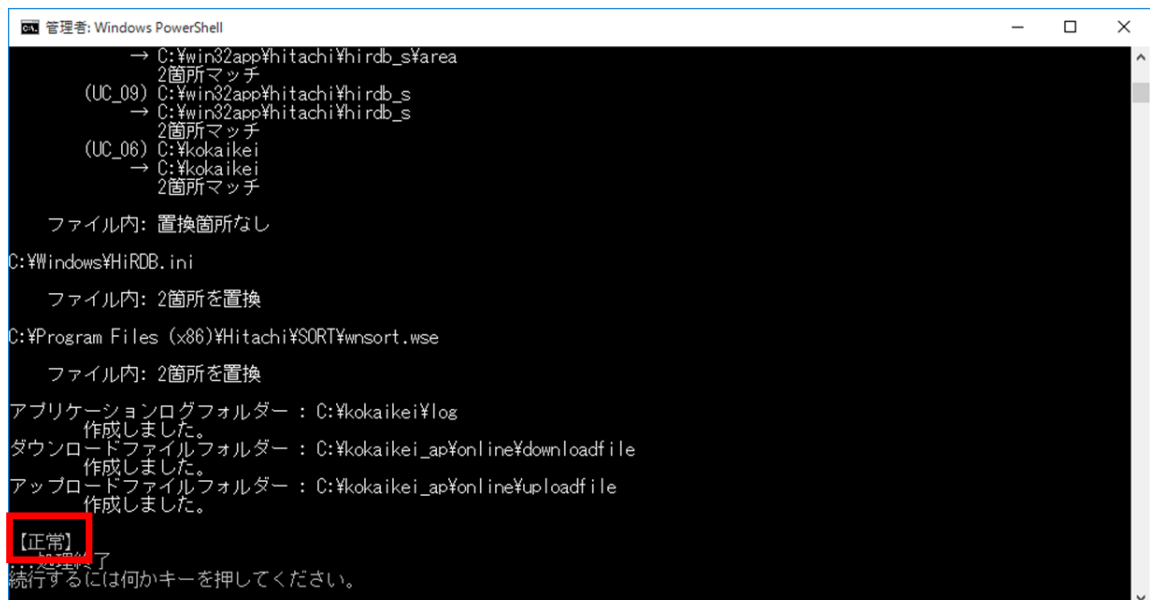 管理者: Windows PowerShell
→ C:¥win32app¥hitachi¥hirdb_s¥area
2箇所マッチ
(UC_09) C:¥win32app¥hitachi¥hirdb_s
→ C:¥win32app¥hitachi¥hirdb_s
2箇所マッチ
(UC_06) C:¥kokaikei
→ C:¥kokaikei
2箇所マッチ
ファイル内: 置換箇所なし
C:¥Windows¥HiRDB.ini
ファイル内: 2箇所を置換
C:¥Program Files (x86)¥Hitachi¥SORT¥wnsort.wse
ファイル内: 2箇所を置換
アプリケーションログフォルダー : C:¥kokaikei¥log
作成しました。
ダウンロードファイルフォルダー : C:¥kokaikei_ap¥online¥downloadfile
作成しました。
アップロードファイルフォルダー : C:¥kokaikei_ap¥online¥uploadfile
作成しました。
【正常】
...処理終了
続行するには何かキーを押してください。